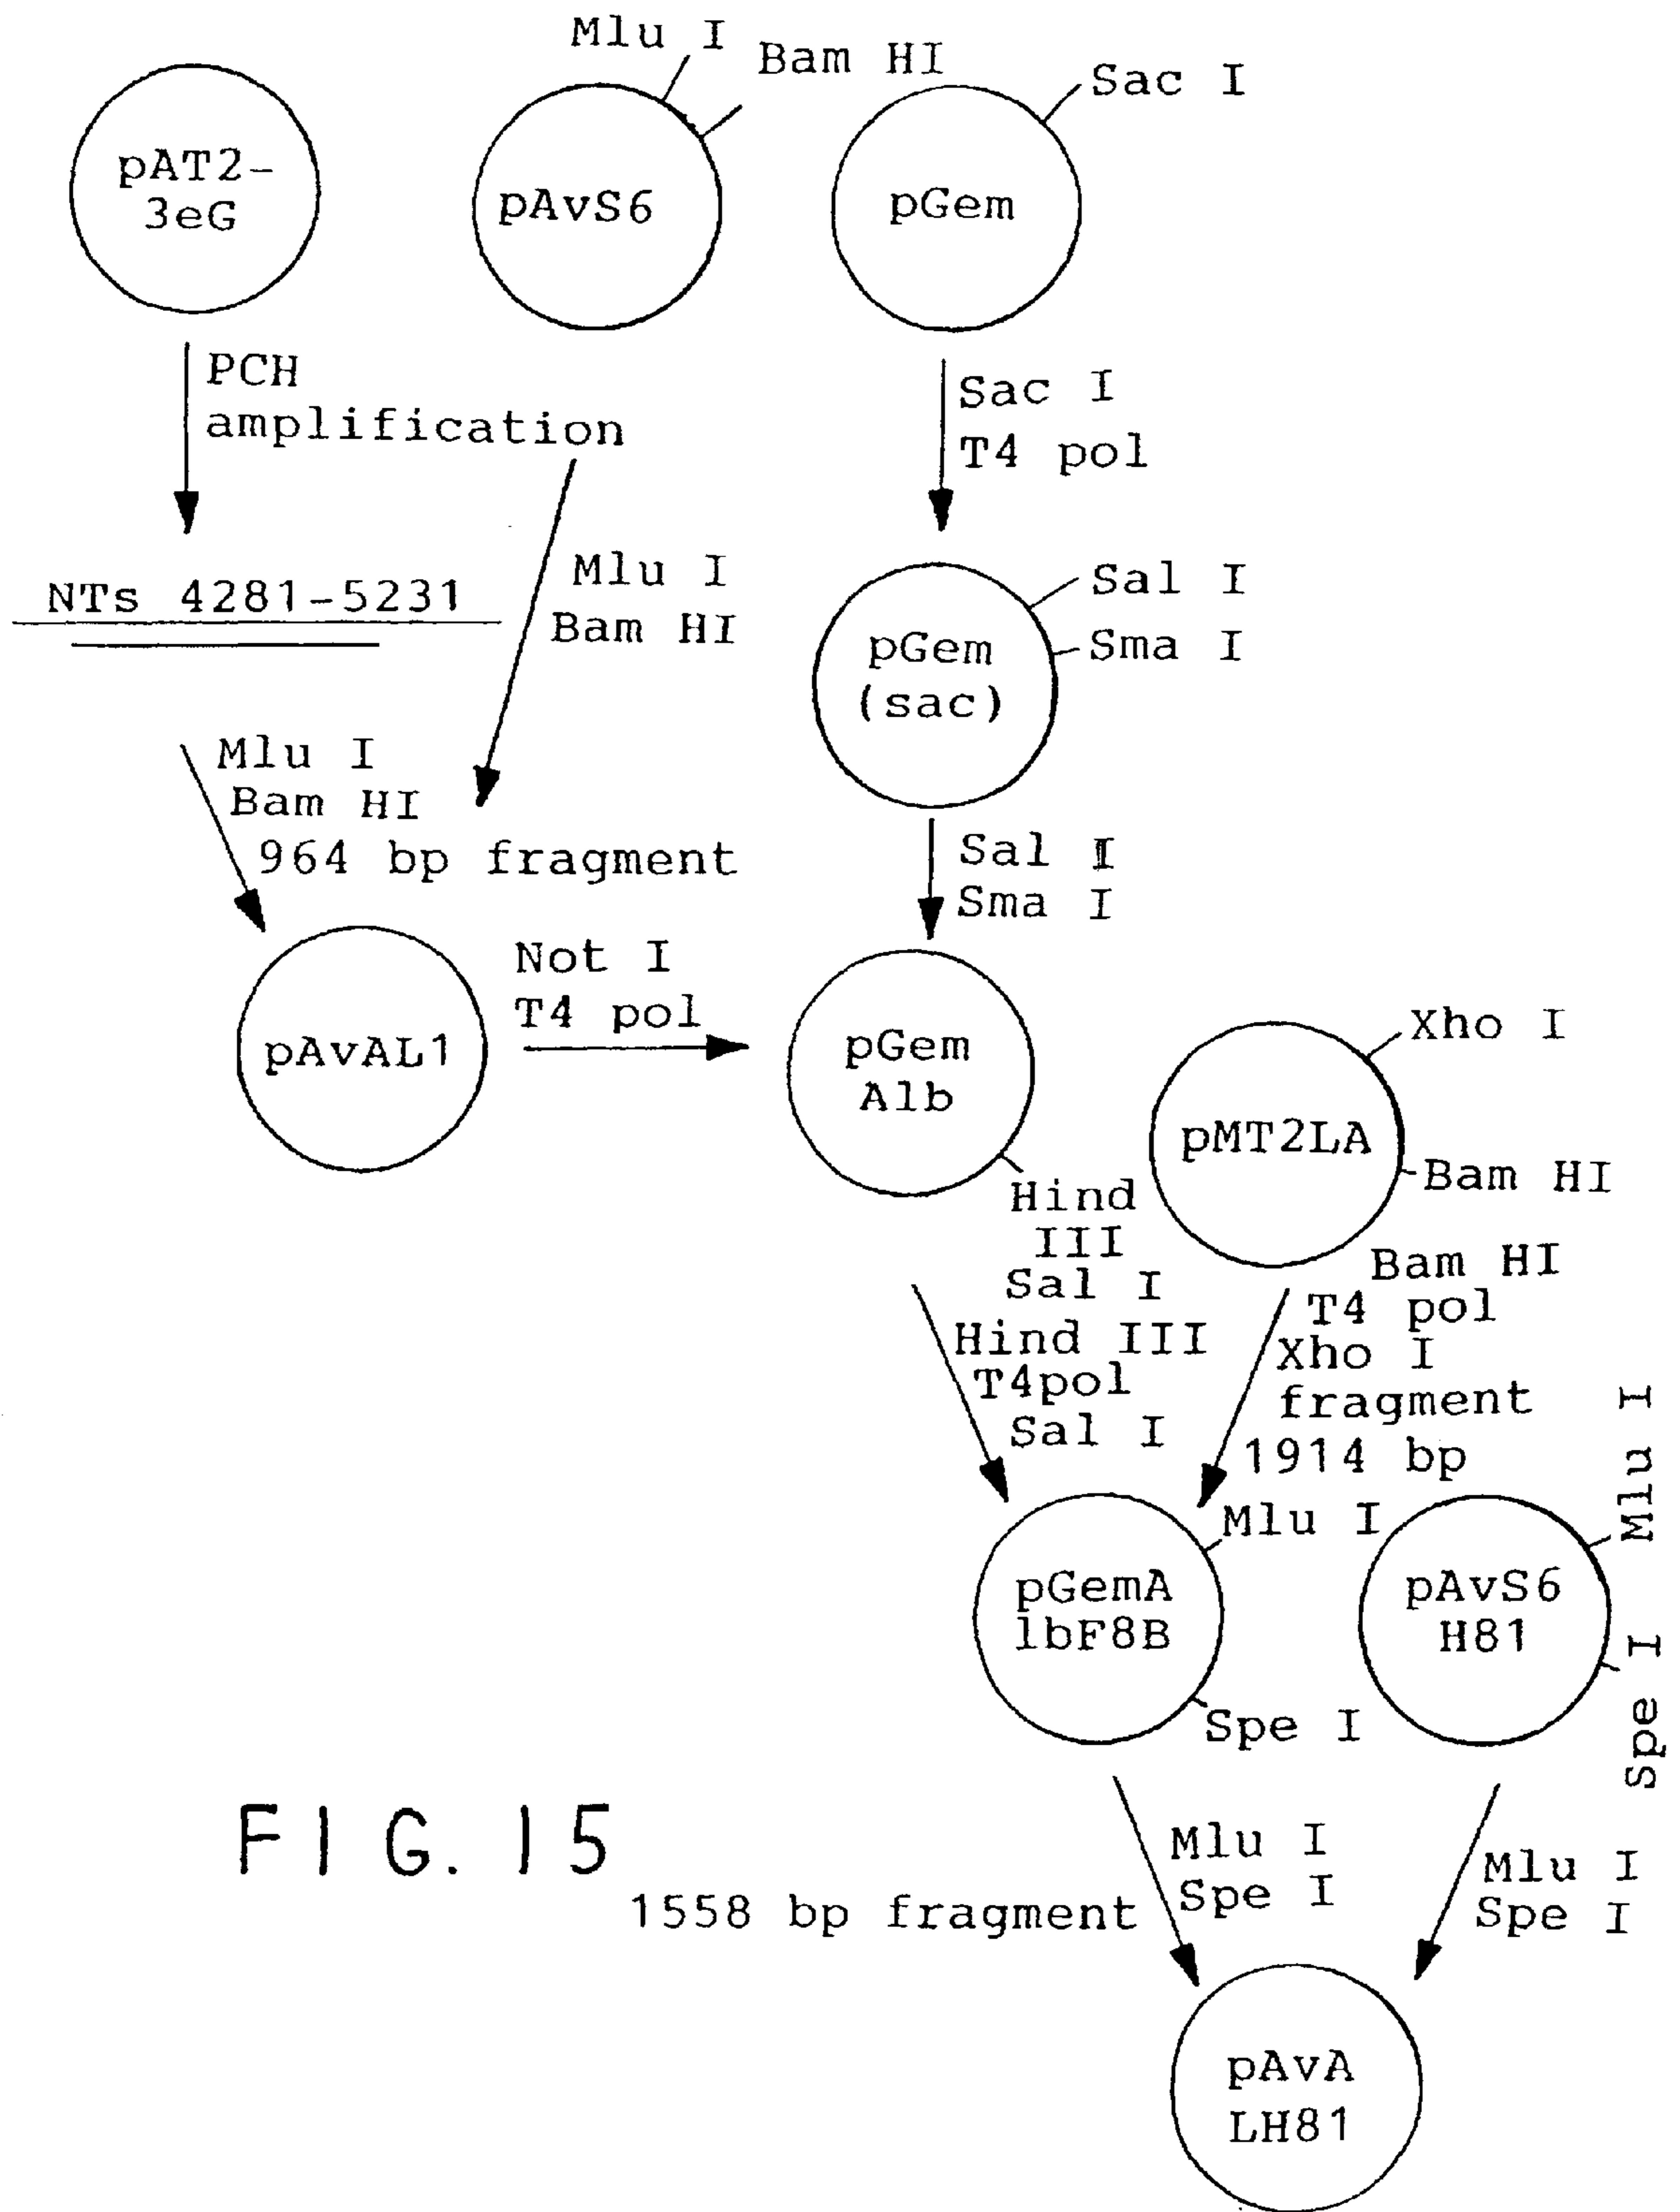 Mlu I
Bam HI
Sac I
pAT2-
3eG
pAvS6
pGem
PCH
amplification
Sac I
T4 pol
NTs 4281-5231
Mlu I
Bam HI
Sal I
Sma I
pGem
(sac)
Mlu I
Bam HI
964 bp fragment
Sal I
Sma I
pAvAL1
Not I
T4 pol
pGem
Alb
Hind
III
Sal I
pMT2LA
Xho I
Bam HI
Hind III
T4pol
Sal I
Bam HI
T4 pol
Xho I
fragment
1914 bp
pGemA
lbF8B
Mlu I
Spe I
pAvS6
H81
Mlu I
Spe I
FIG. 15
1558 bp fragment
Mlu I
Spe I
Mlu I
Spe I
pAvA
LH81